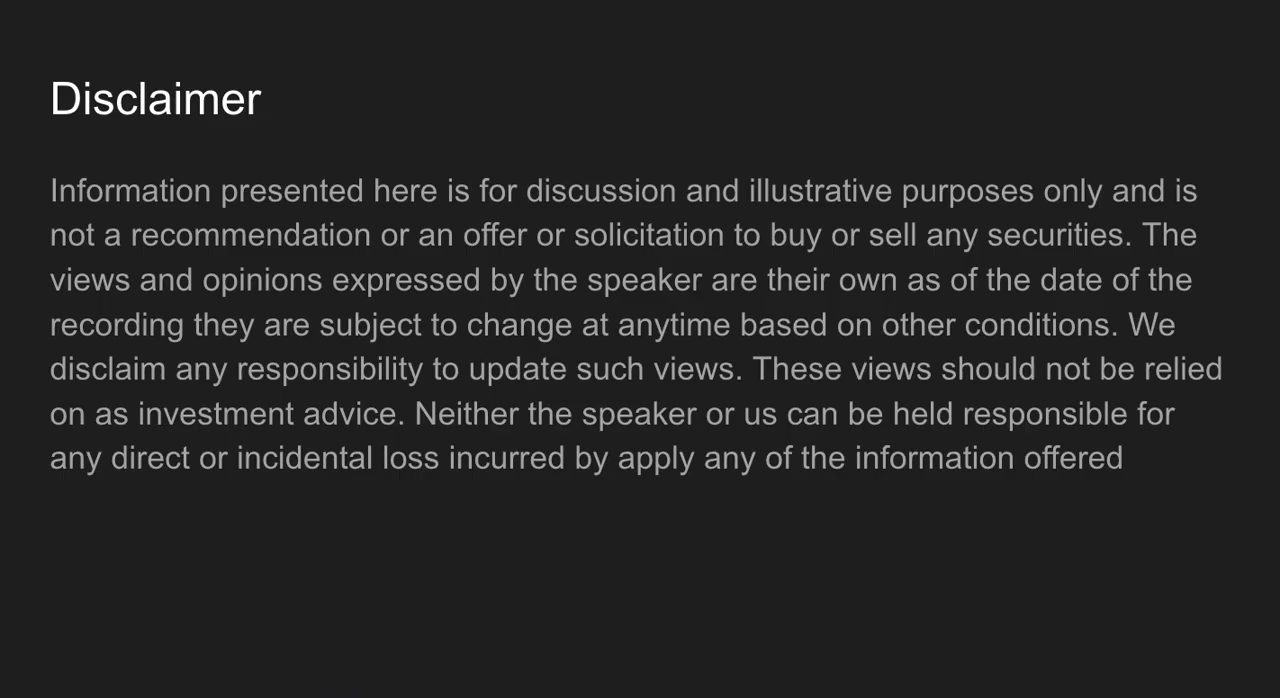 Disclaimer
Information presented here is for discussion and illustrative purposes only and is
not a recommendation or an offer or solicitation to buy or sell any securities. The
views and opinions expressed by the speaker are their own as of the date of the
recording they are subject to change at anytime based on other conditions. We
disclaim any responsibility to update such views. These views should not be relied
on as investment advice. Neither the speaker or us can be held responsible for
any direct or incidental loss incurred by apply any of the information offered